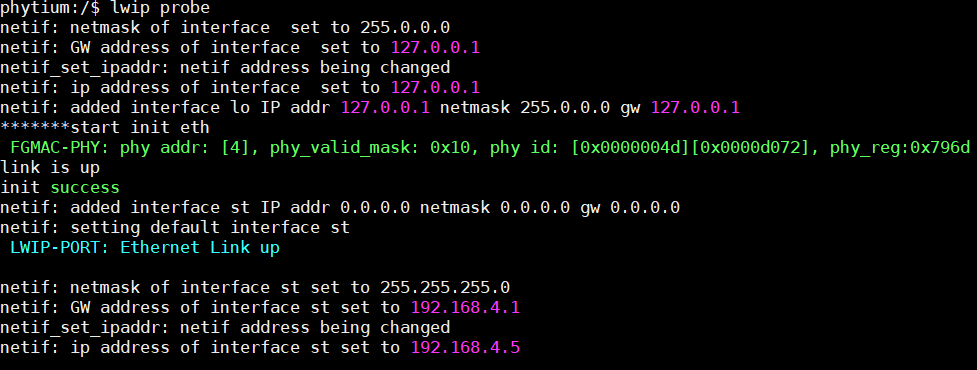 phytium:/$ lwip probe
netif: netmask of interface  set to 255.0.0.0
netif: GW address of interface  set to 127.0.0.1
netif_set_ipaddr: netif address being changed
netif: ip address of interface  set to 127.0.0.1
netif: added interface lo IP addr 127.0.0.1 netmask 255.0.0.0 gw 127.0.0.1
*******start init eth
 FGMAC-PHY: phy addr: [4], phy_valid_mask: 0x10, phy id: [0x0000004d][0x0000d072], phy_reg:0x796d
link is up
init success
netif: added interface st IP addr 0.0.0.0 netmask 0.0.0.0 gw 0.0.0.0
netif: setting default interface st
 LWIP-PORT: Ethernet Link up
netif: netmask of interface st set to 255.255.255.0
netif: GW address of interface st set to 192.168.4.1
netif_set_ipaddr: netif address being changed
netif: ip address of interface st set to 192.168.4.5